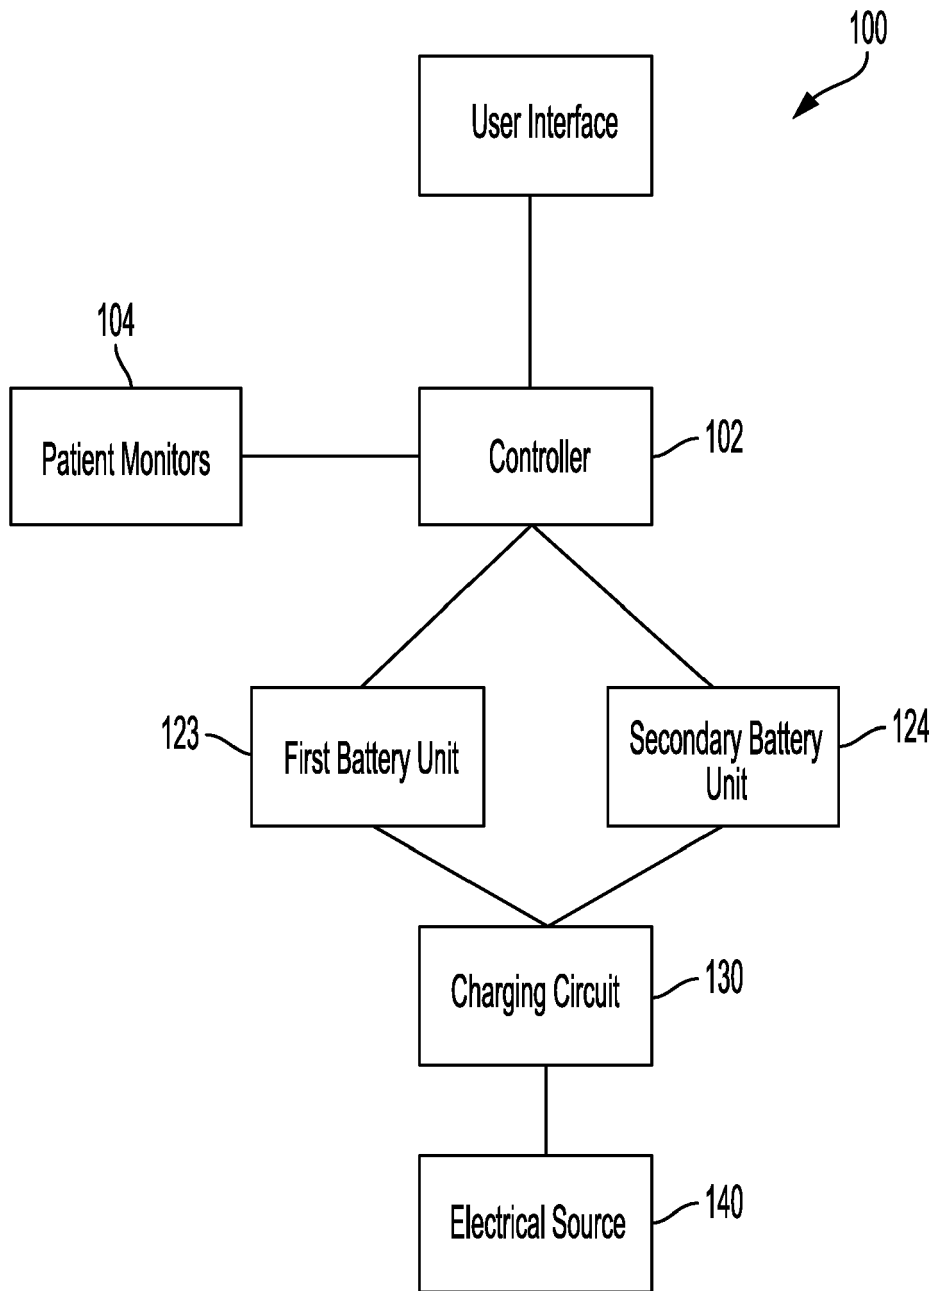 100
User Interface
104
Patient Monitors
Controller
102
123
First Battery Unit
Secondary Battery
Unit
124
Charging Circuit
130
Electrical Source
140